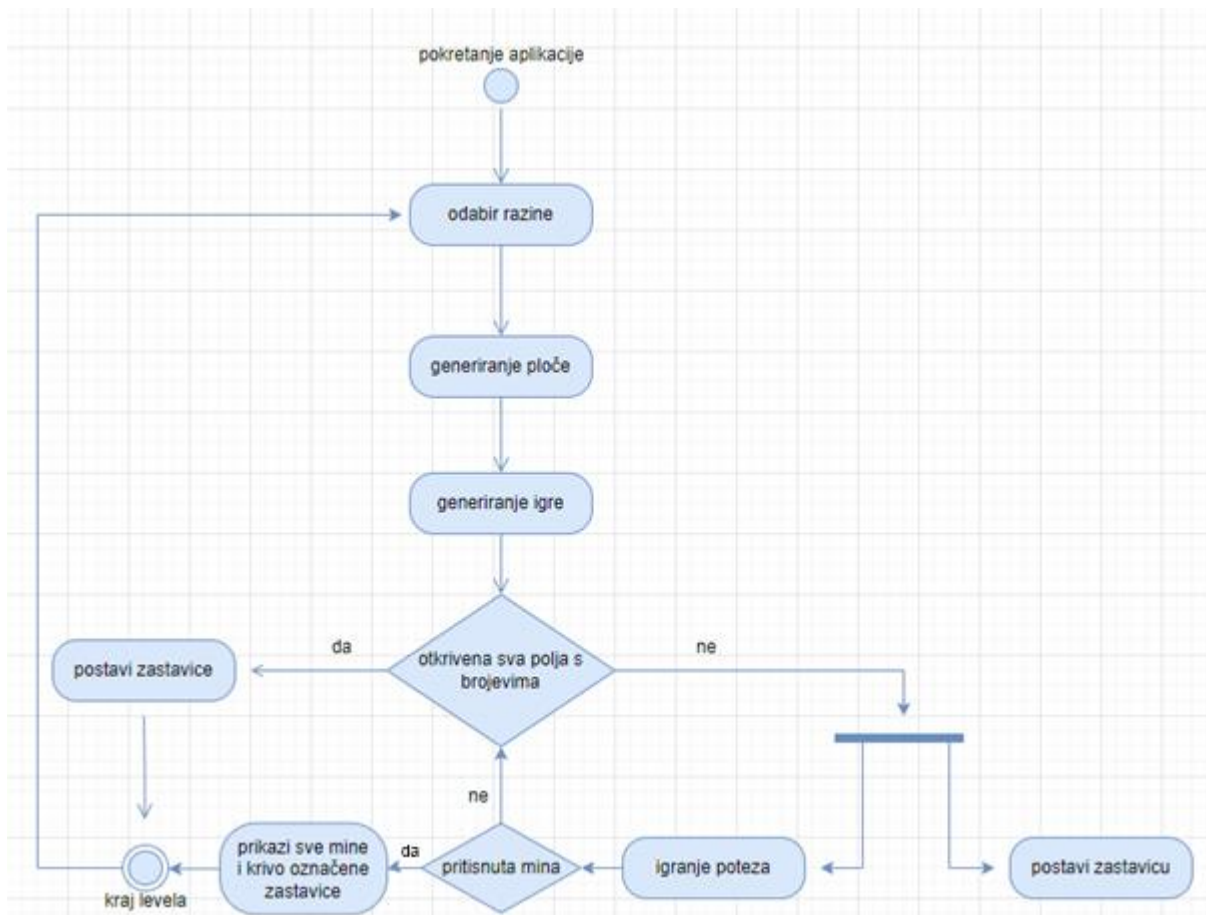 pokretanje aplikacije
odabir razine
generiranje ploče
generiranje igre
da
ne
postavi zastavice
otkrivena sva polja s
brojevima
ne
prikazi sve mine
i krivo označene
zastavice
da
pritisnuta mina
igranje poteza
postavi zastavicu
kraj levela